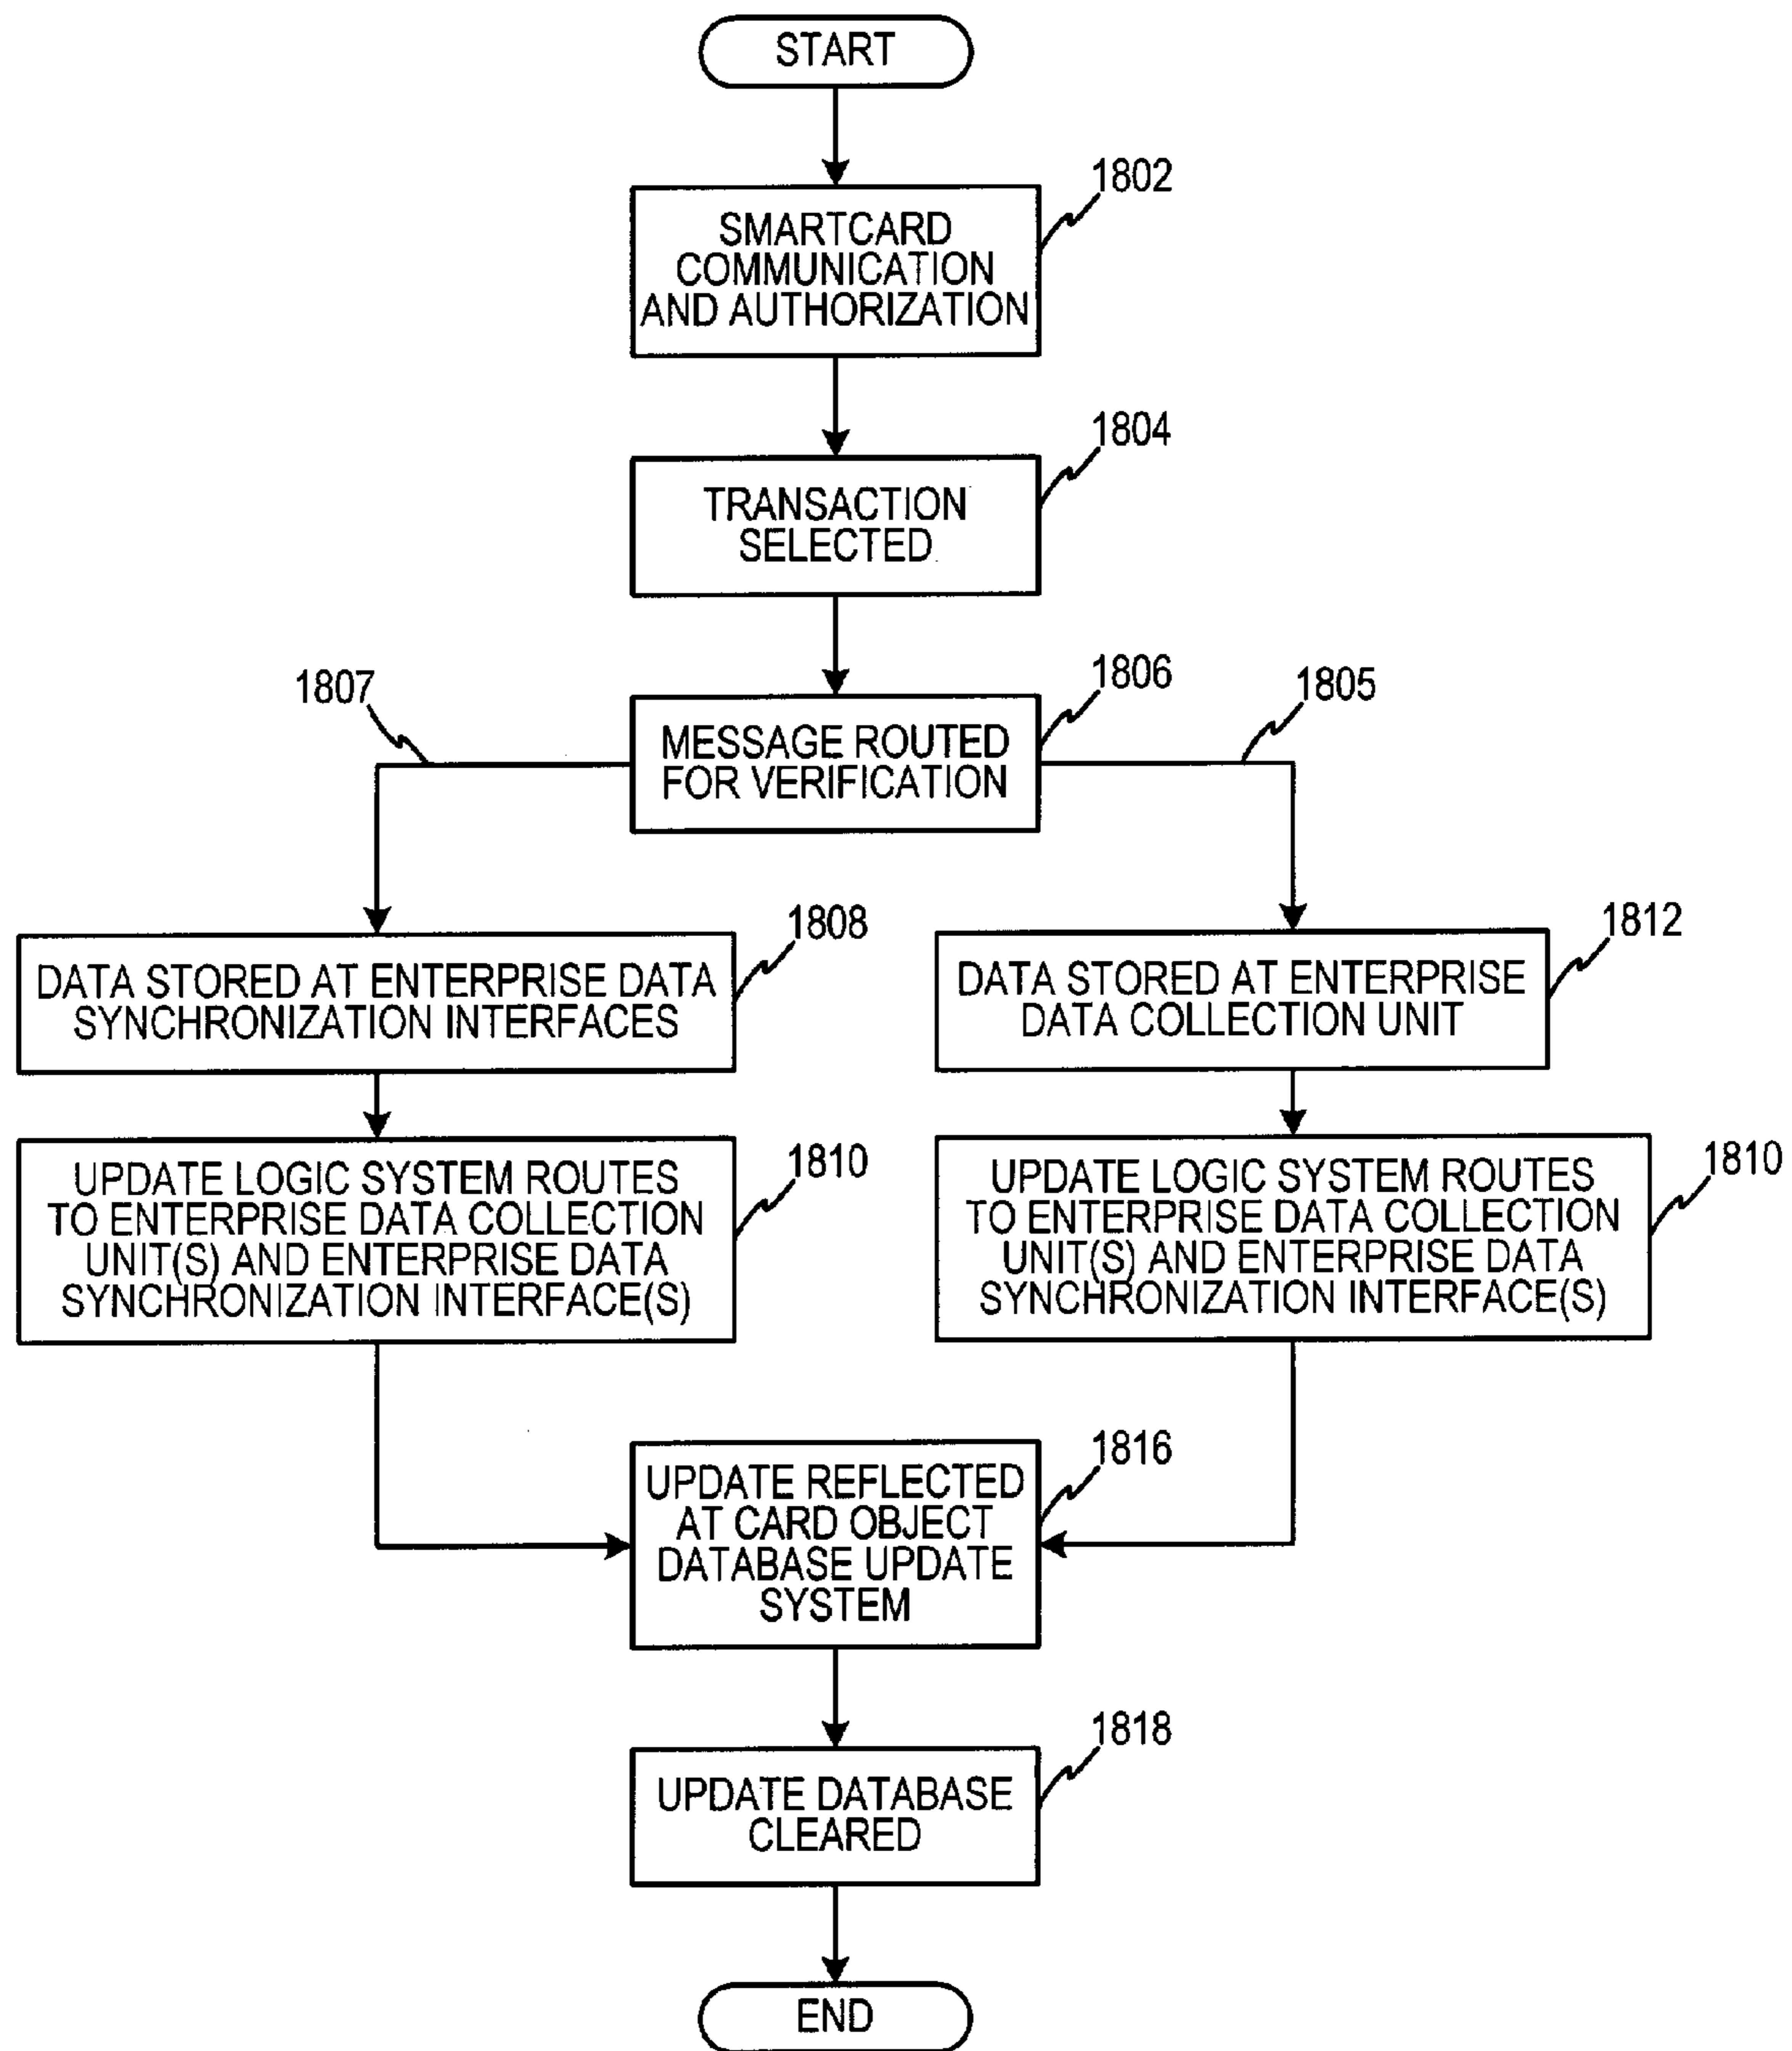 START
1802
SMARTCARD
COMMUNICATION
AND AUTHORIZATION
1804
TRANSACTION
SELECTED
1807
1806
1805
MESSAGE ROUTED
FOR VERIFICATION
1808
DATA STORED AT ENTERPRISE DATA
SYNCHRONIZATION INTERFACES
1812
DATA STORED AT ENTERPRISE
DATA COLLECTION UNIT
1810
UPDATE LOGIC SYSTEM ROUTES
TO ENTERPRISE DATA COLLECTION
UNIT(S) AND ENTERPRISE DATA
SYNCHRONIZATION INTERFACE(S)
1810
UPDATE LOGIC SYSTEM ROUTES
TO ENTERPRISE DATA COLLECTION
UNIT(S) AND ENTERPRISE DATA
SYNCHRONIZATION INTERFACE(S)
1816
UPDATE REFLECTED
AT CARD OBJECT
DATABASE UPDATE
SYSTEM
1818
UPDATE DATABASE
CLEARED
END